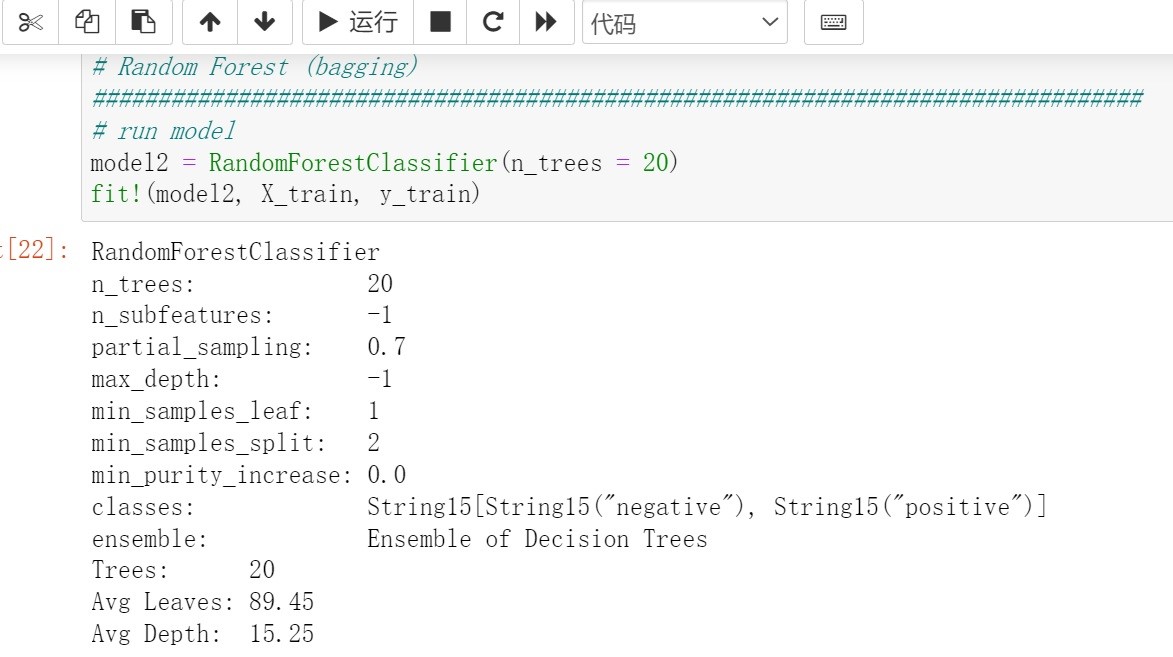 运行
代码
# Random Forest (bagging)
################################################################################
# run model
model2 = RandomForestClassifier(n_trees = 20)
fit!(model2, X_train, y_train)
t[22]:
RandomForestClassifier
n_trees: 20
n_subfeatures: -1
partial_sampling: 0.7
max_depth: -1
min_samples_leaf: 1
min_samples_split: 2
min_purity_increase: 0.0
classes: String15[String15("negative"), String15("positive")]
ensemble: Ensemble of Decision Trees
Trees: 20
Avg Leaves: 89.45
Avg Depth: 15.25